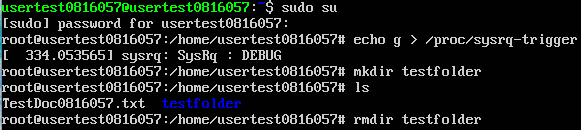 usertest0816057@usertest0816057:~$ sudo su
[sudo] password for usertest0816057:
root@usertest0816057:/home/usertest0816057# echo g > /proc/sysrq-trigger
[  334.053565] sysrq: SysRq : DEBUG
root@usertest0816057:/home/usertest0816057# mkdir testfolder
root@usertest0816057:/home/usertest0816057# ls
TestDoc0816057.txt  testfolder
root@usertest0816057:/home/usertest0816057# rmdir testfolder